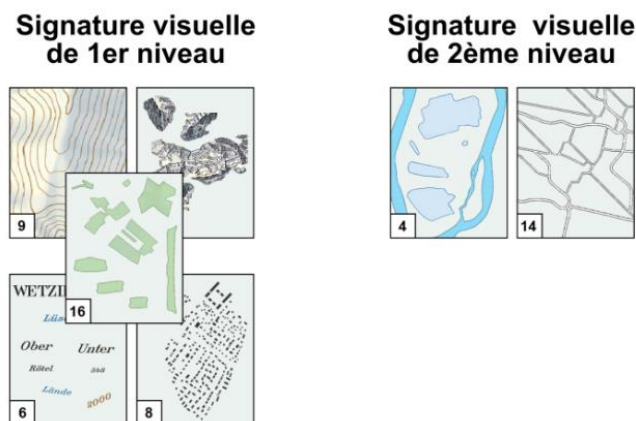 Signature visuelle
de 1er niveau
Signature visuelle
de 2ème niveau
9
16
4
14
WETZI
Ober Unter
Rötel
Lände
2000
6
8